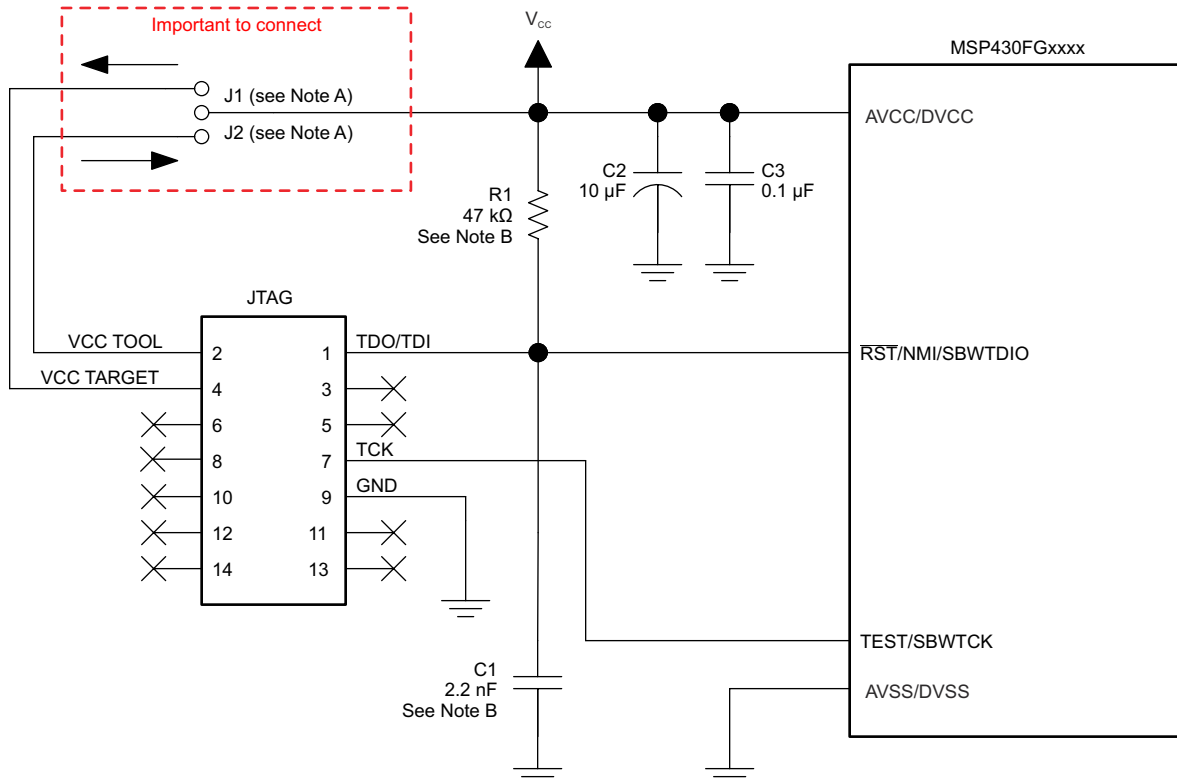 Important to connect
VCC
MSP430FGxxxx
J1 (see Note A)
J2 (see Note A)
AVCC/DVCC
C2
10 µF
C3
0.1 µF
R1
47 kΩ
See Note B
JTAG
VCC TOOL
2
1
TDO/TDI
RST/NMI/SBWTDIO
VCC TARGET
4
3
6
5
8
7
TCK
10
9
GND
12
11
14
13
TEST/SBWTCK
C1
2.2 nF
See Note B
AVSS/DVSS